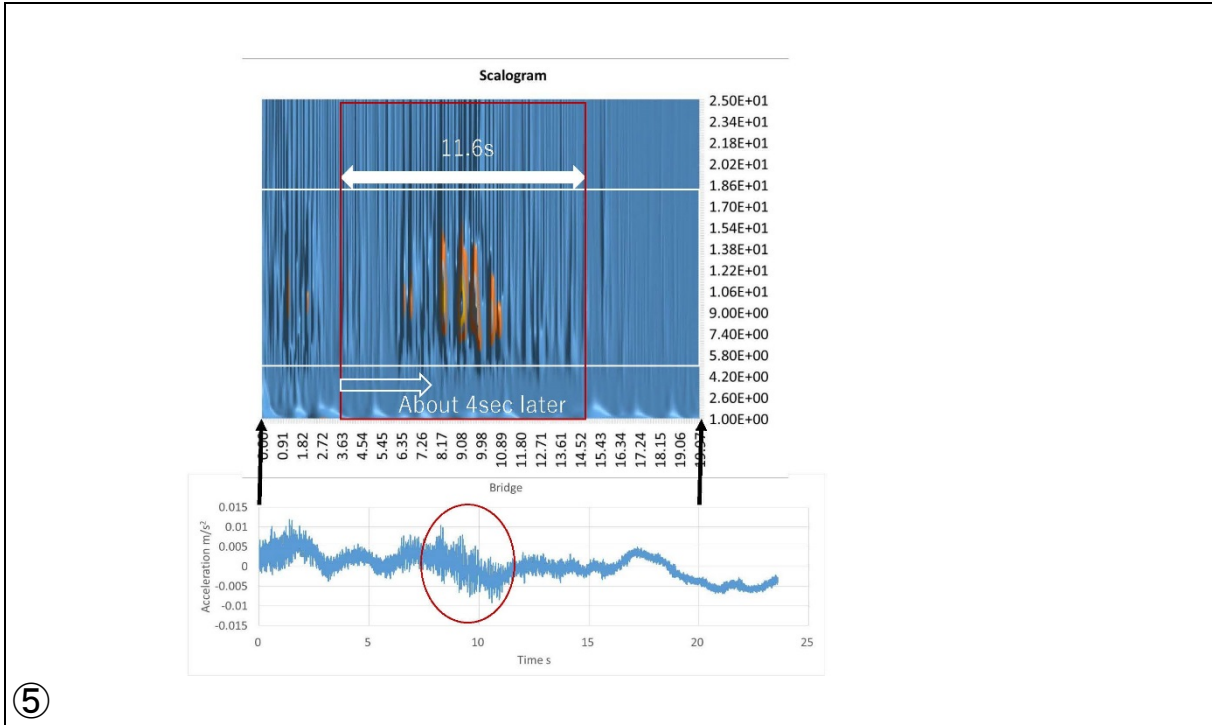 Scalogram
2.50E+01
2.34E+01
2.18E+01
2.02E+01
1.86E+01
1.70E+01
1.54E+01
1.38E+01
1.22E+01
1.06E+01
9.00E+00
7.40E+00
5.80E+00
4.20E+00
2.60E+00
1.00E+00
11.6s
About 4sec later
0.00 0.91 1.82 2.72 3.63 4.54 5.45 6.35 7.26 8.17 9.08 9.98 10.89 11.80 12.71 13.61 14.52 15.43 16.34 17.24 18.15 19.06
Bridge
Acceleration m/s²
0.015
0.01
0.005
0
-0.005
-0.01
-0.015
0 5 10 15 20 25
Time s
⑤